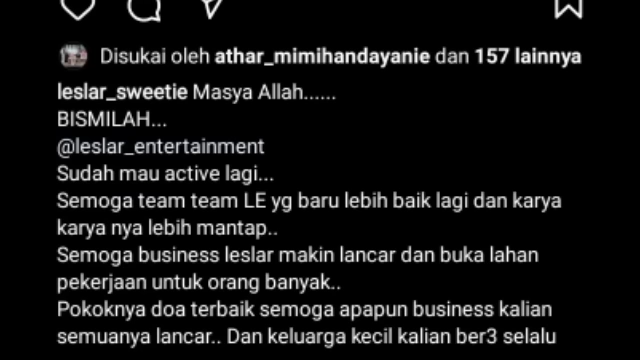 Disukai oleh athar_mimihandayanie dan 157 lainnya
leslar_sweetie Masya Allah......
BISMILAH...
@leslar_entertainment
Sudah mau active lagi...
Semoga team team LE yg baru lebih baik lagi dan karya
karya nya lebih mantap..
Semoga business leslar makin lancar dan buka lahan
pekerjaan untuk orang banyak..
Pokoknya doa terbaik semoga apapun business kalian
semuanya lancar.. Dan keluarga kecil kalian ber3 selalu